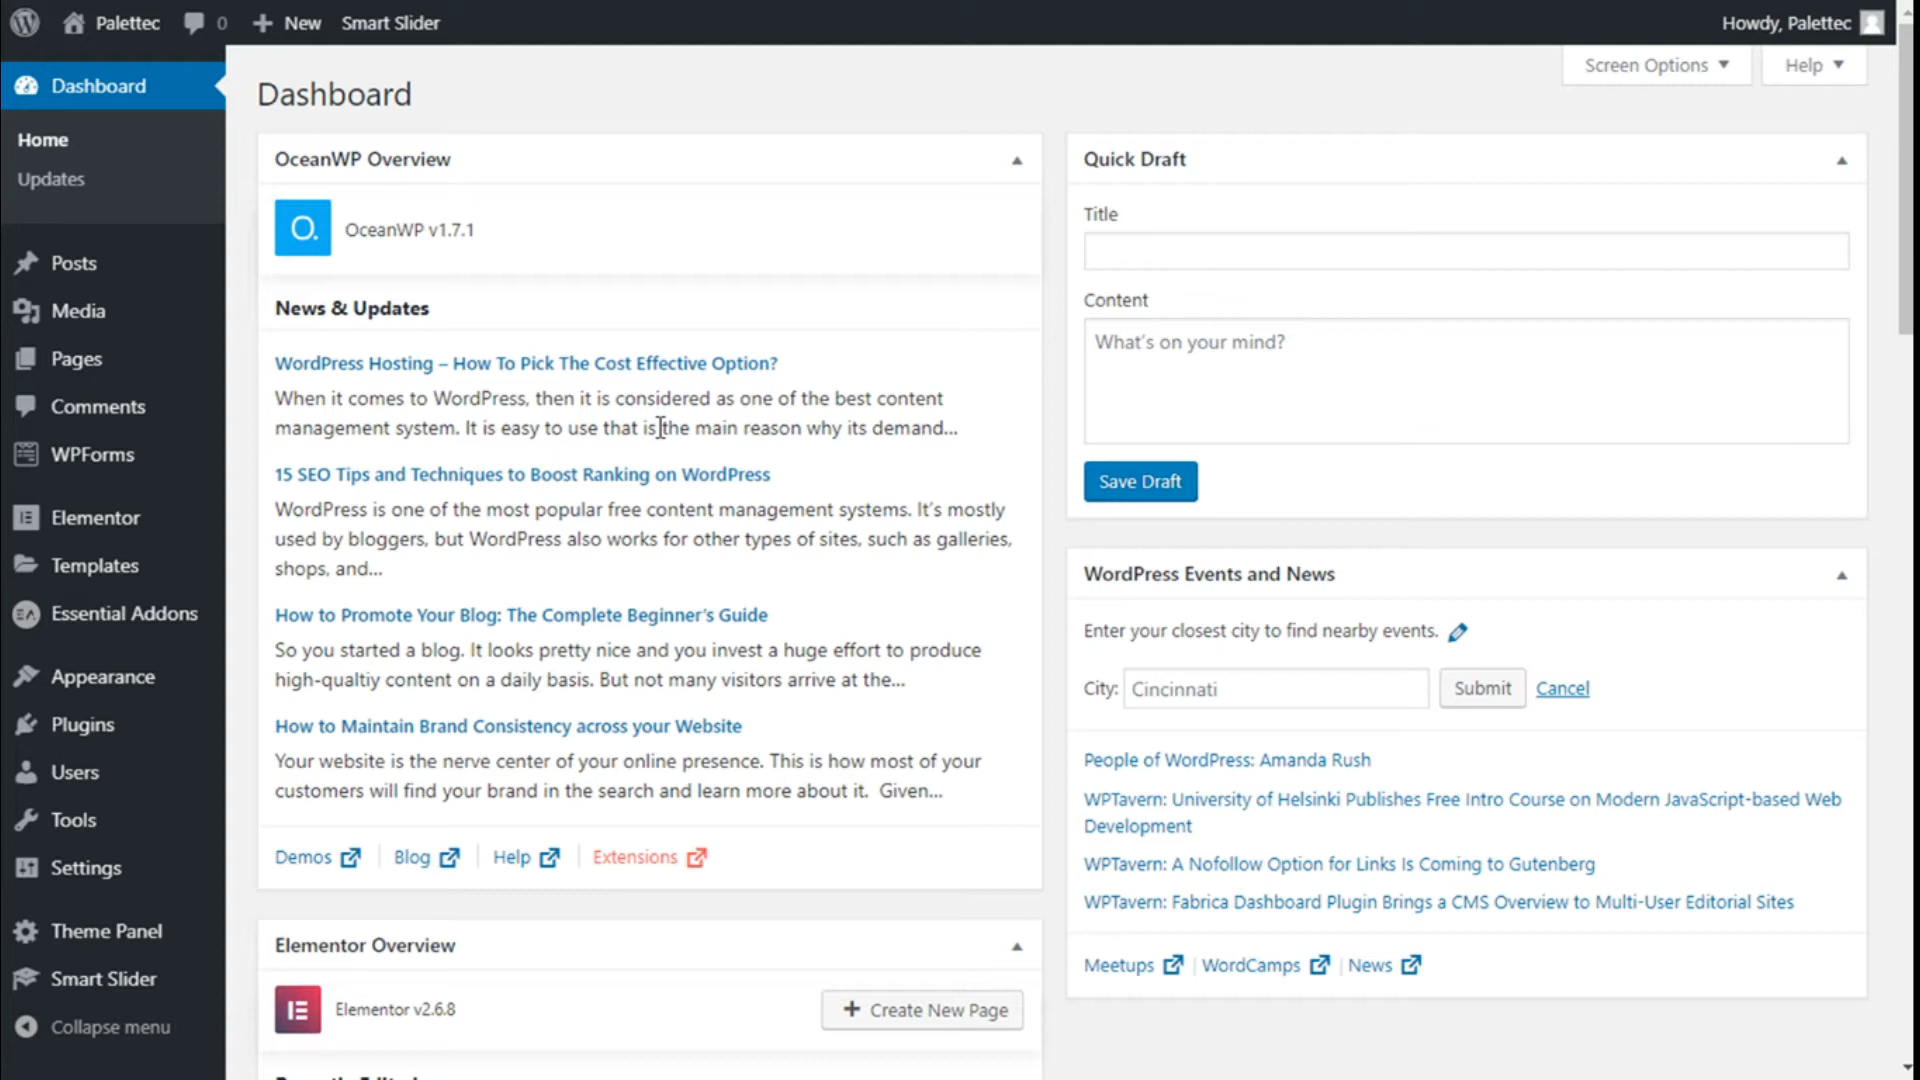 Palettec
0
New
Smart Slider
Howdy, Palettec
Screen Options
Help
Dashboard
Home
Updates
Posts
Media
Pages
Comments
WPForms
Elementor
Templates
Essential Addons
Appearance
Plugins
Users
Tools
Settings
Theme Panel
Smart Slider
Collapse menu
Dashboard
OceanWP Overview
O.
OceanWP v1.7.1
News & Updates
WordPress Hosting – How To Pick The Cost Effective Option?
When it comes to WordPress, then it is considered as one of the best content
management system. It is easy to use that is the main reason why its demand...
15 SEO Tips and Techniques to Boost Ranking on WordPress
WordPress is one of the most popular free content management systems. It's mostly
used by bloggers, but WordPress also works for other types of sites, such as galleries,
shops, and...
How to Promote Your Blog: The Complete Beginner's Guide
So you started a blog. It looks pretty nice and you invest a huge effort to produce
high-qualtiy content on a daily basis. But not many visitors arrive at the...
How to Maintain Brand Consistency across your Website
Your website is the nerve center of your online presence. This is how most of your
customers will find your brand in the search and learn more about it. Given...
Demos
Blog
Help
Extensions
Elementor Overview
Elementor v2.6.8
Create New Page
Quick Draft
Title
Content
What's on your mind?
Save Draft
WordPress Events and News
Enter your closest city to find nearby events.
City: Cincinnati Submit Cancel
People of WordPress: Amanda Rush
WPTavern: University of Helsinki Publishes Free Intro Course on Modern JavaScript-based Web
Development
WPTavern: A Nofollow Option for Links Is Coming to Gutenberg
WPTavern: Fabrica Dashboard Plugin Brings a CMS Overview to Multi-User Editorial Sites
Meetups
WordCamps
News